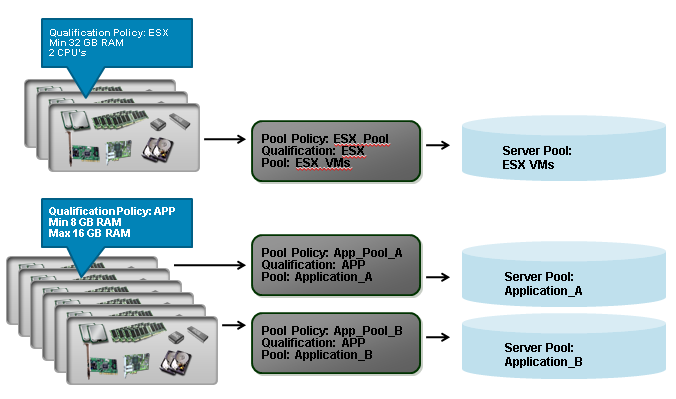 Qualification Policy: ESX
Min 32 GB RAM
2 CPU's
Pool Policy: ESX_Pool
Qualification: ESX
Pool: ESX_VMs
Server Pool:
ESX VMs
Qualification Policy: APP
Min 8 GB RAM
Max 16 GB RAM
Pool Policy: App_Pool_A
Qualification: APP
Pool: Application_A
Server Pool:
Application_A
Pool Policy: App_Pool_B
Qualification: APP
Pool: Application_B
Server Pool:
Application_B